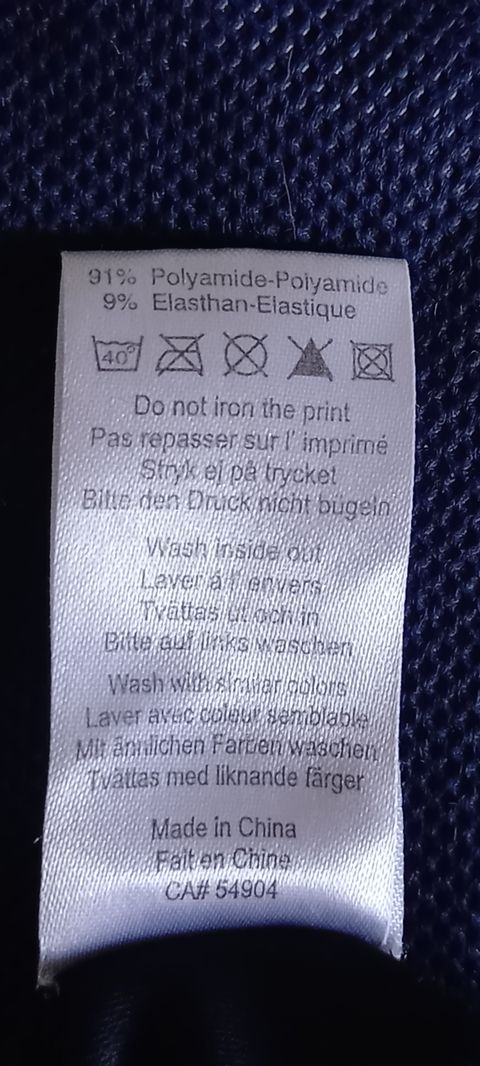 91% Polyamide-Polyamide
9% Elasthan-Elastique
40°
Do not iron the print
Pas repasser sur l' imprimé
Stryk ej på trycket
Bitte den Druck nicht bügeln
Wash inside out
Laver á l' envers
Tvättas ut och in
Bitte auf links waschen
Wash with similar colors
Laver avec colour semblable
Mit ännlichen Farben waschen
Tvättas med liknande färger
Made in China
Fait en Chine
CA# 54904